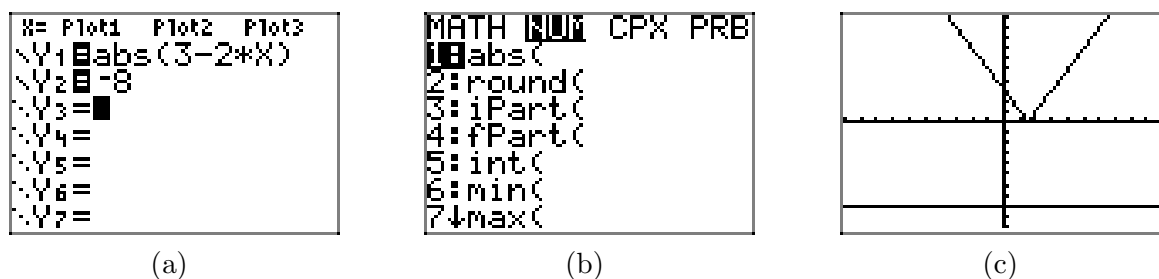 X= Plot1 Plot2 Plot3
\Y1=abs(3-2*X)
\Y2=-8
\Y3=
\Y4=
\Y5=
\Y6=
\Y7=
MATH NUM CPX PRB
1:abs(
2:round(
3:iPart(
4:fPart(
5:int(
6:min(
7↓max(
(a)
(b)
(c)